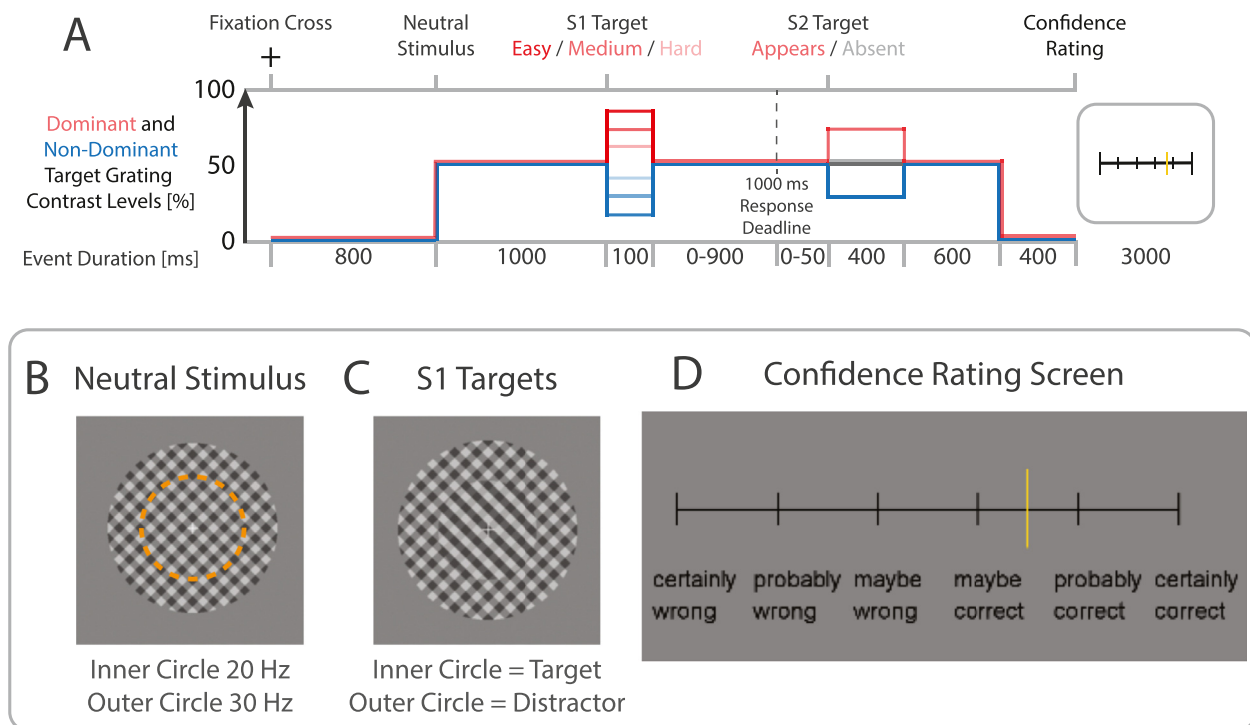 A
Fixation Cross
+
Neutral
Stimulus
S1 Target
Easy / Medium / Hard
S2 Target
Appears / Absent
Confidence
Rating
Dominant and
Non-Dominant
Target Grating
Contrast Levels [%]
100
50
0
1000 ms
Response
Deadline
Event Duration [ms]
800
1000
100
0-900
0-50
400
600
400
3000
B
Neutral Stimulus
Inner Circle 20 Hz
Outer Circle 30 Hz
C
S1 Targets
Inner Circle = Target
Outer Circle = Distractor
D
Confidence Rating Screen
certainly
wrong
probably
wrong
maybe
wrong
maybe
correct
probably
correct
certainly
correct